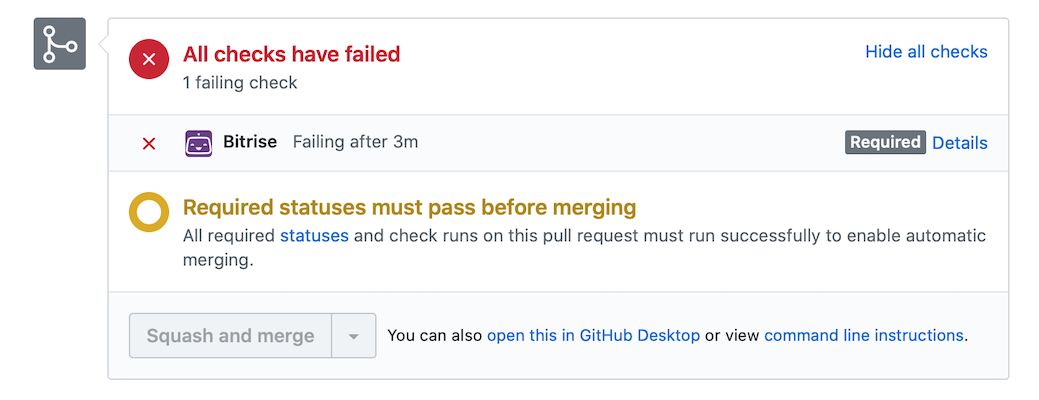 All checks have failed
Hide all checks
1 failing check
Bitrise Failing after 3m
Required Details
Required statuses must pass before merging
All required statuses and check runs on this pull request must run successfully to enable automatic
merging.
Squash and merge
You can also open this in GitHub Desktop or view command line instructions.